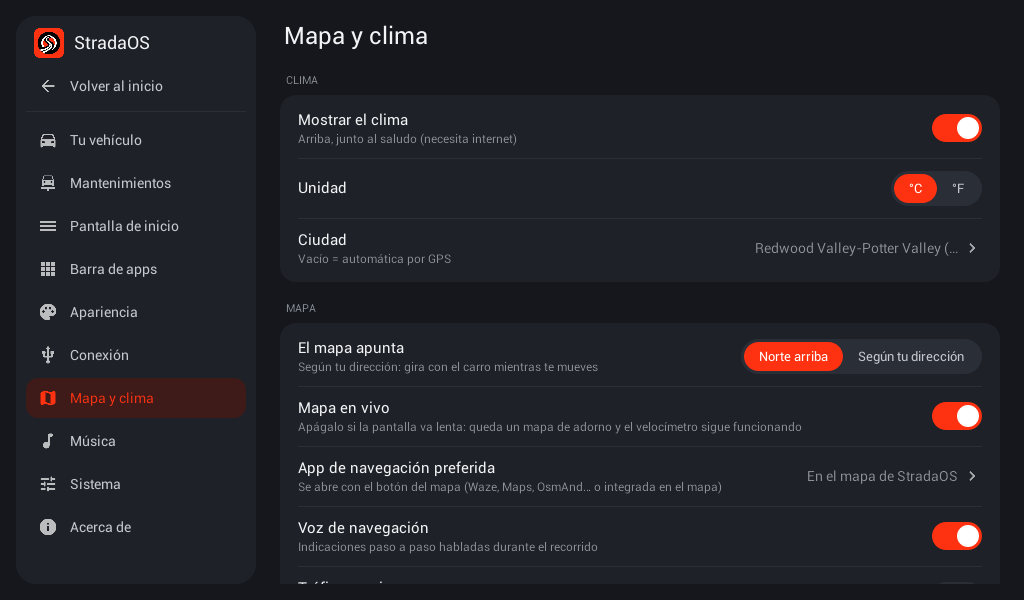 StradaOS
Volver al inicio
Tu vehículo
Mantenimientos
Pantalla de inicio
Barra de apps
Apariencia
Conexión
Mapa y clima
Música
Sistema
Acerca de
Mapa y clima
CLIMA
Mostrar el clima
Arriba, junto al saludo (necesita internet)
Unidad
°C °F
Ciudad
Vacío = automática por GPS
Redwood Valley-Potter Valley (...
MAPA
El mapa apunta
Según tu dirección: gira con el carro mientras te mueves
Norte arriba Según tu dirección
Mapa en vivo
Apágalo si la pantalla va lenta: queda un mapa de adorno y el velocímetro sigue funcionando
App de navegación preferida
Se abre con el botón del mapa (Waze, Maps, OsmAnd... o integrada en el mapa)
En el mapa de StradaOS
Voz de navegación
Indicaciones paso a paso habladas durante el recorrido